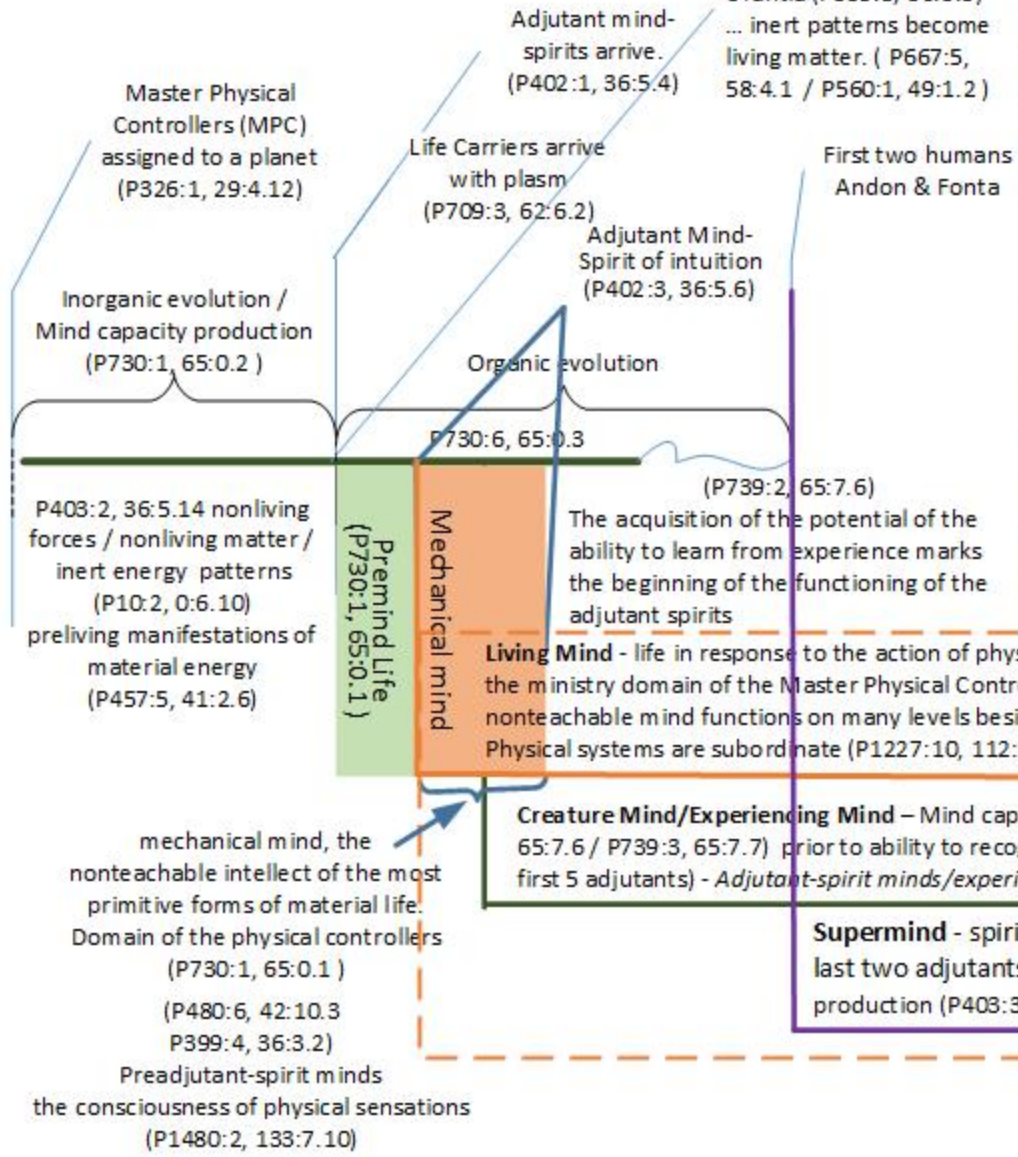 Adjutant mind-
spirits arrive.
(P402:1, 36:5.4)
... inert patterns become
living matter. ( P667:5,
58:4.1 / P560:1, 49:1.2 )
Master Physical
Controllers (MPC)
assigned to a planet
(P326:1, 29:4.12)
Life Carriers arrive
with plasm
(P709:3, 62:6.2)
First two humans
Andon & Fonta
Adjutant Mind-
Spirit of intuition
(P402:3, 36:5.6)
Inorganic evolution /
Mind capacity production
(P730:1, 65:0.2 )
Organic evolution
P730:6, 65:0.3
P403:2, 36:5.14 nonliving
forces / nonliving matter /
inert energy patterns
(P10:2, 0:6.10)
preliving manifestations of
material energy
(P457:5, 41:2.6)
Premind Life
(P730:1, 65:0.1 )
Mechanical mind
(P739:2, 65:7.6)
The acquisition of the potential of the
ability to learn from experience marks
the beginning of the functioning of the
adjutant spirits
Living Mind - life in response to the action of phys
the ministry domain of the Master Physical Contr
nonteachable mind functions on many levels besi
Physical systems are subordinate (P1227:10, 112:
Creature Mind/Experiencing Mind – Mind cap
65:7.6 / P739:3, 65:7.7) prior to ability to reco
first 5 adjutants) - Adjutant-spirit minds/experi
Supermind - spiri
last two adjutants
production (P403:3
mechanical mind, the
nonteachable intellect of the most
primitive forms of material life.
Domain of the physical controllers
(P730:1, 65:0.1 )
(P480:6, 42:10.3
P399:4, 36:3.2)
Preadjutant-spirit minds
the consciousness of physical sensations
(P1480:2, 133:7.10)